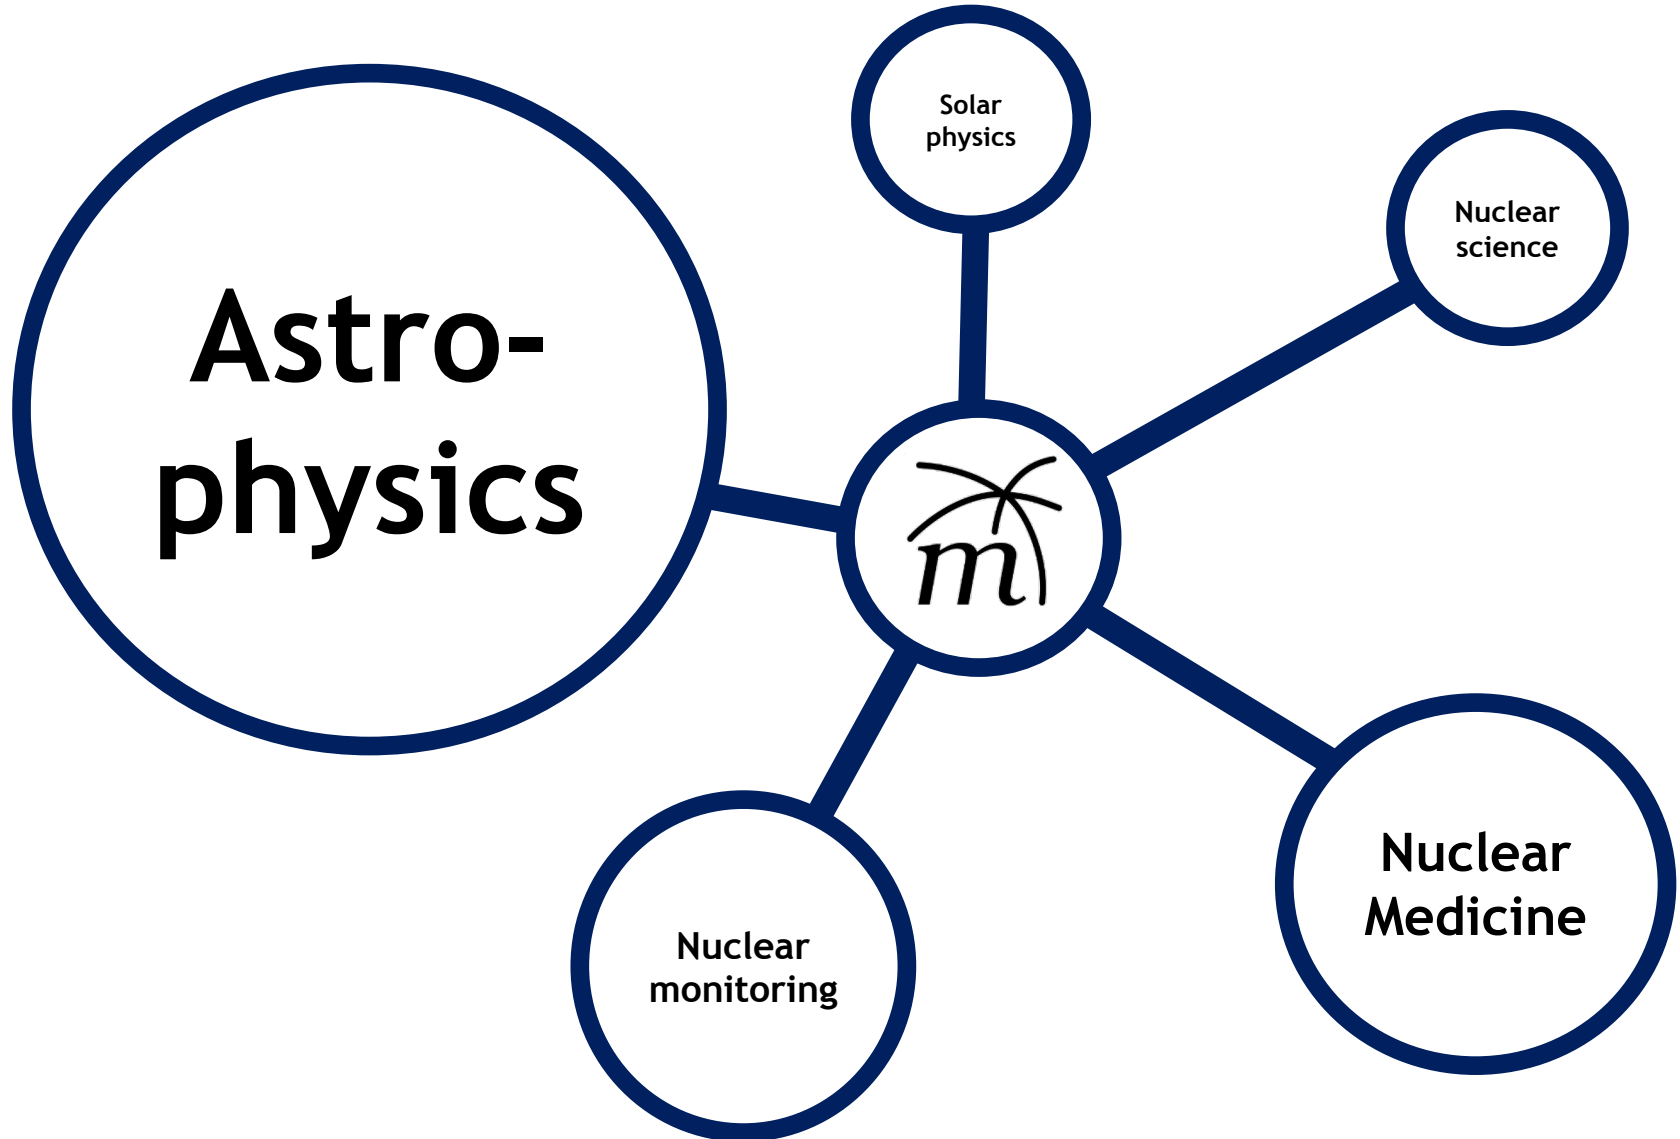 Solar
physics
Nuclear
science
Astro-
physics
m
Nuclear
Medicine
Nuclear
monitoring